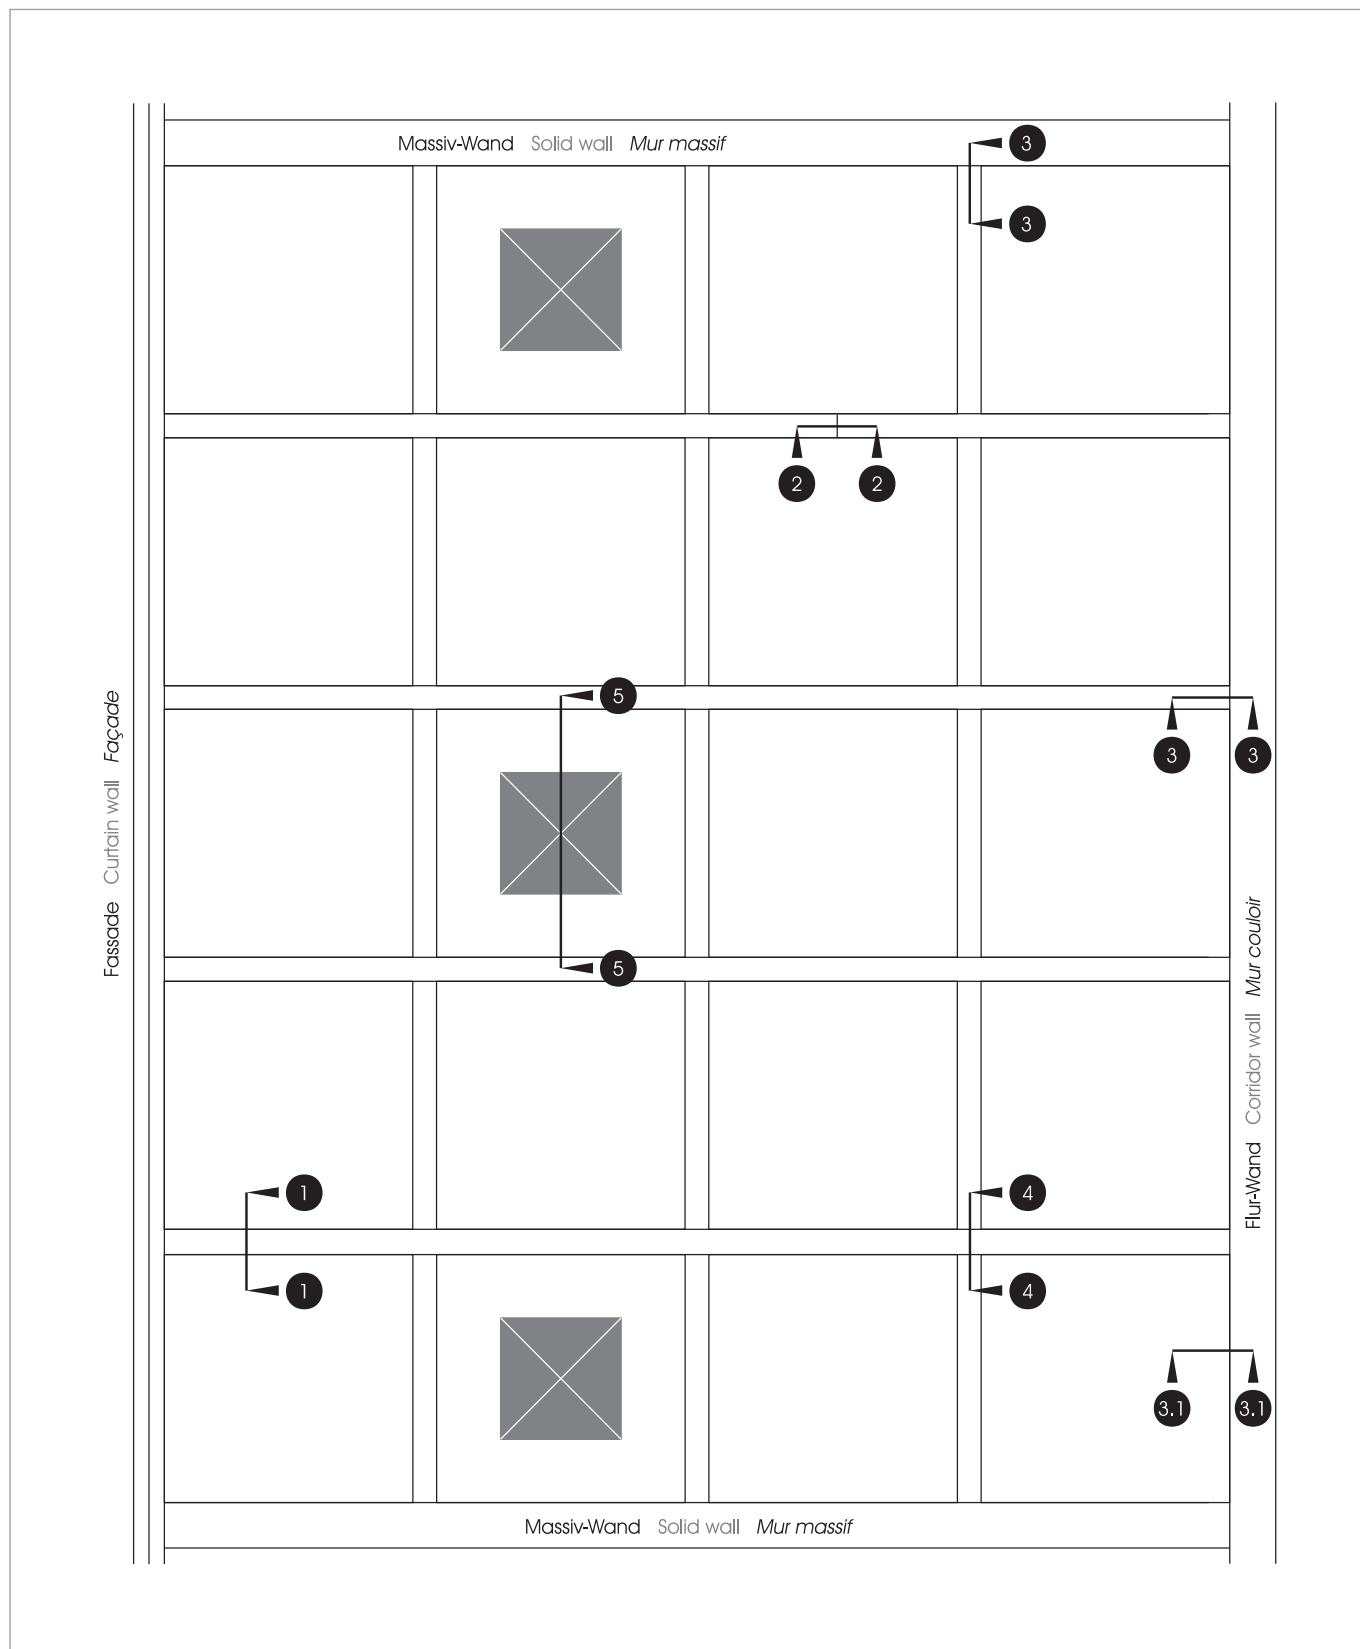 Massiv-Wand Solid wall Mur massif
3
3
2 2
5
3 3
Fassade Curtain wall Façade
5
Flur-Wand Corridor wall Mur couloir
1 4
1 4
3.1 3.1
Massiv-Wand Solid wall Mur massif